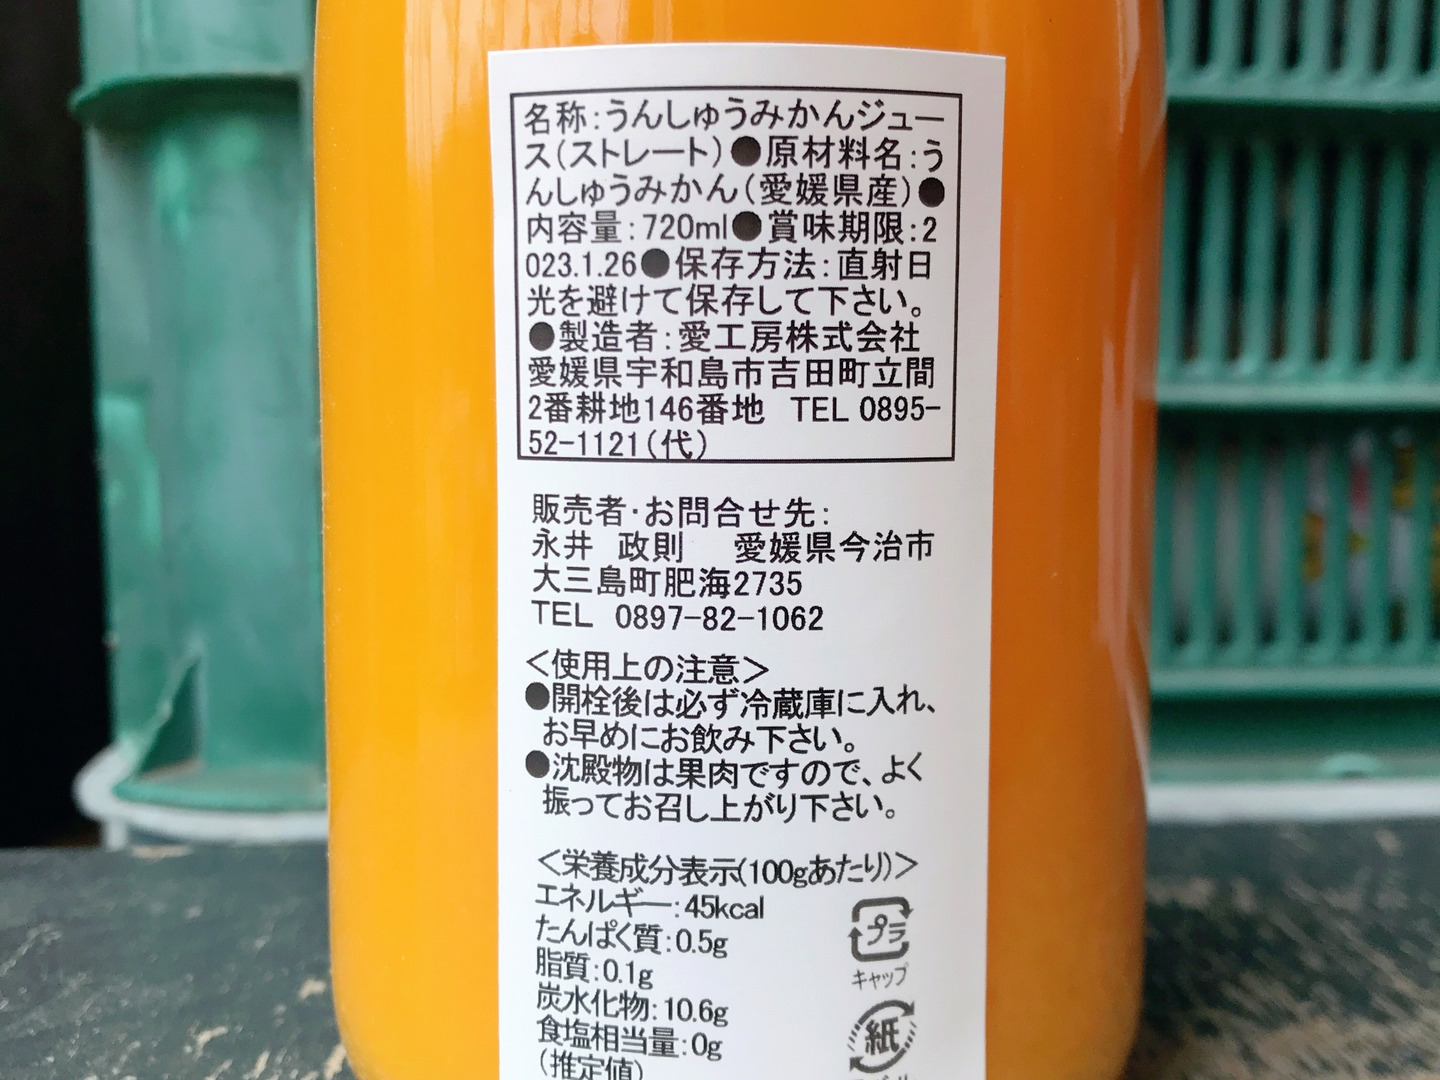 名称:うんしゅうみかんジュー
ス(ストレート)●原材料名:う
んしゅうみかん(愛媛県産)●
内容量:720ml●賞味期限:2
023.1.26●保存方法:直射日
光を避けて保存して下さい。
●製造者:愛工房株式会社
愛媛県宇和島市吉田町立間
2番耕地146番地 TEL 0895-
52-1121(代)
販売者・お問合せ先:
永井 政則 愛媛県今治市
大三島町肥海2735
TEL 0897-82-1062
<使用上の注意>
●開栓後は必ず冷蔵庫に入れ、
お早めにお飲み下さい。
●沈殿物は果肉ですので、よく
振ってお召し上がり下さい。
<栄養成分表示(100gあたり)>
エネルギー:45kcal
たんぱく質:0.5g
脂質:0.1g
炭水化物:10.6g
食塩相当量:0g
(推定値)
プラ
キャップ
紙